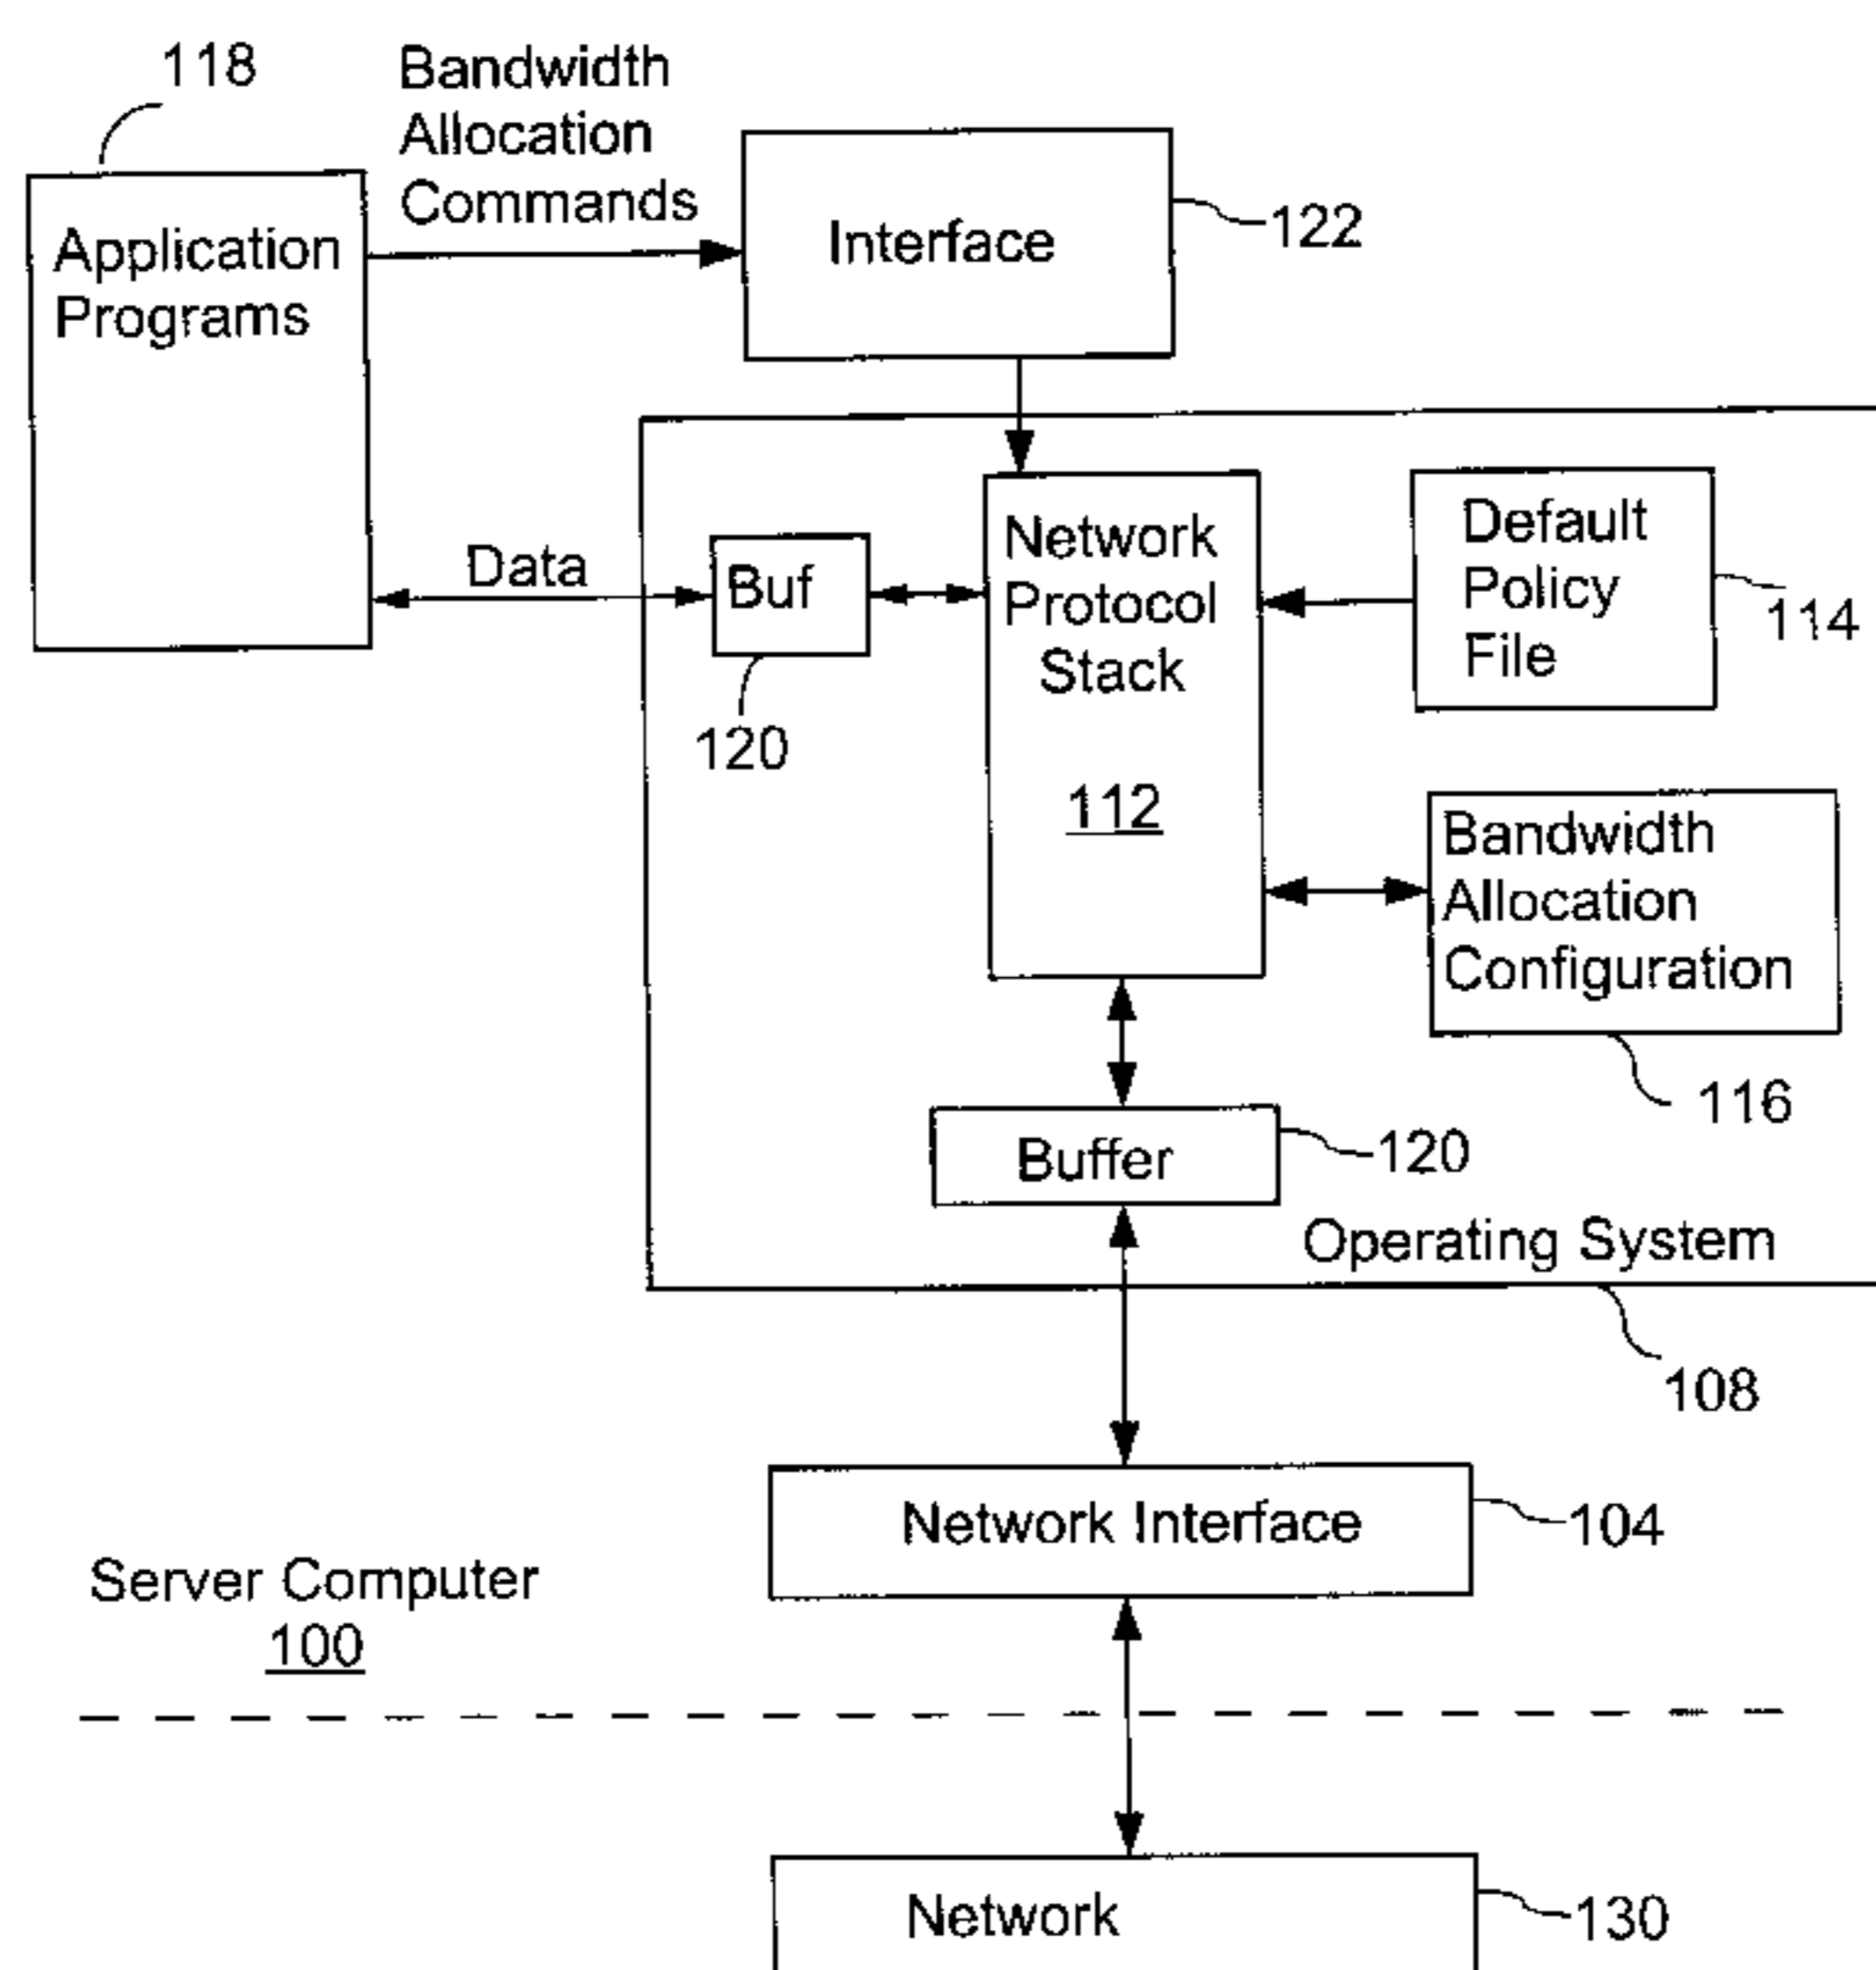 118
Bandwidth
Allocation
Commands
Application
Programs
Interface
122
Data
Buf
120
Network
Protocol
Stack
112
Default
Policy
File
114
Bandwidth
Allocation
Configuration
116
Buffer
120
Operating System
108
Network Interface
104
Server Computer
100
Network
130